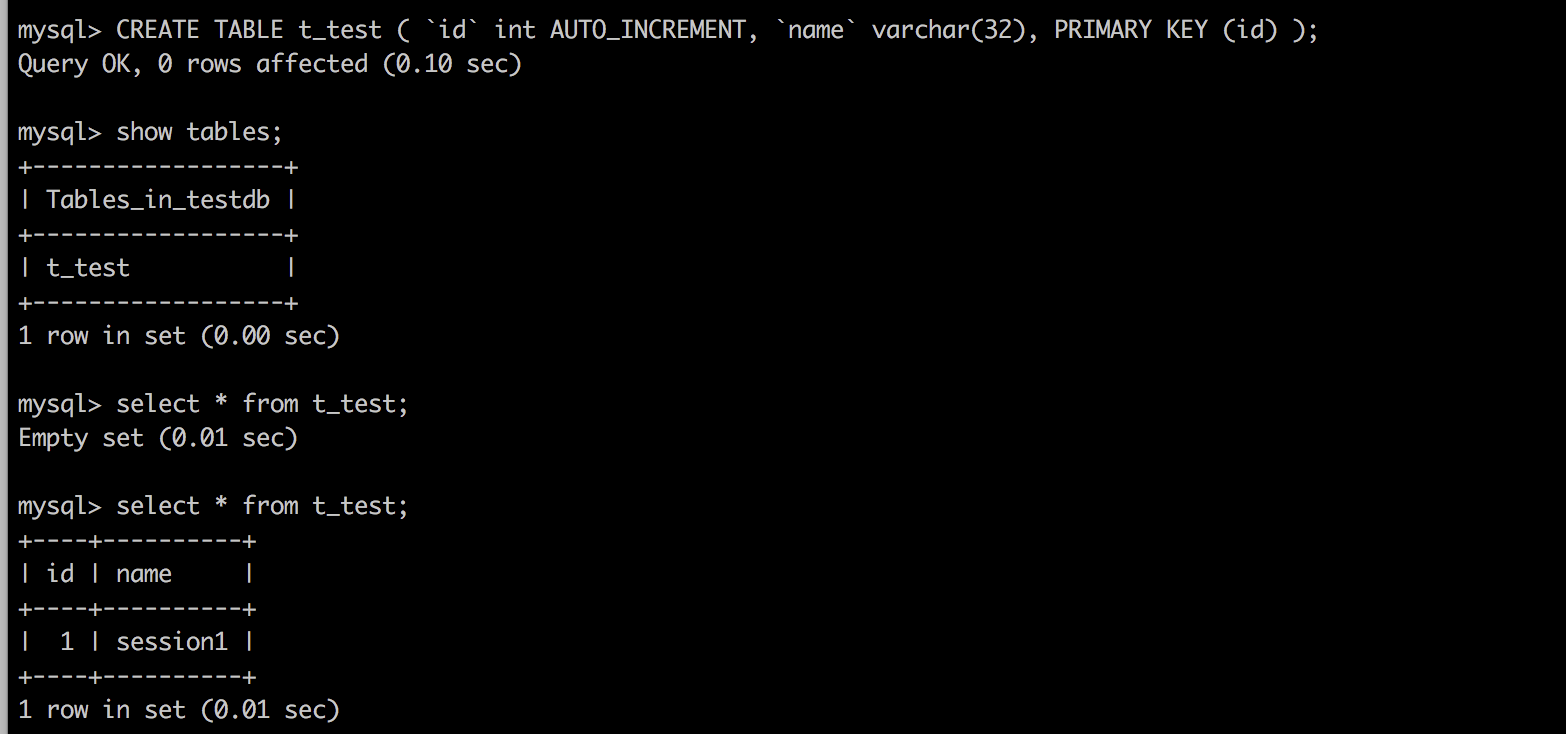 mysql> CREATE TABLE t_test ( `id` int AUTO_INCREMENT, `name` varchar(32), PRIMARY KEY (id) );
Query OK, 0 rows affected (0.10 sec)

mysql> show tables;
+------------------+
| Tables_in_testdb |
+------------------+
| t_test           |
+------------------+
1 row in set (0.00 sec)

mysql> select * from t_test;
Empty set (0.01 sec)

mysql> select * from t_test;
+----+----------+
| id | name     |
+----+----------+
|  1 | session1 |
+----+----------+
1 row in set (0.01 sec)